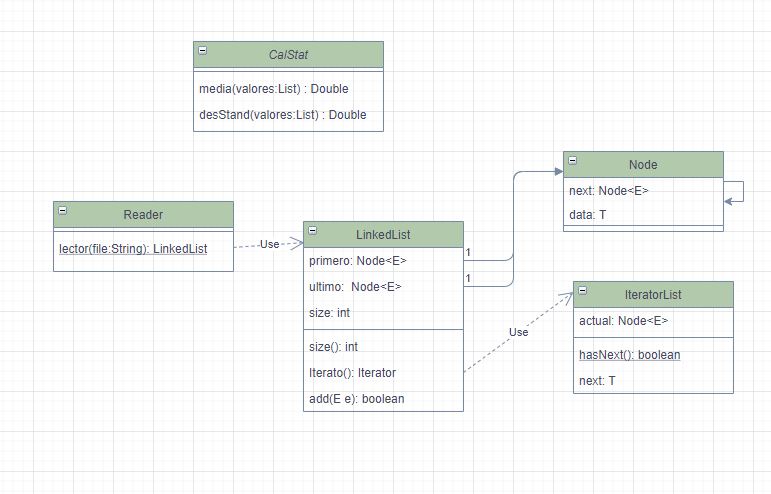 CalStat
media(valores:List) : Double
desStand(valores:List) : Double
Node
next: Node<E>
data: T
Reader
lector(file:String): LinkedList
Use
LinkedList
primero: Node<E>
ultimo: Node<E>
size: int
size(): int
Iterato(): Iterator
add(E e): boolean
1
1
Use
IteratorList
actual: Node<E>
hasNext(): boolean
next: T